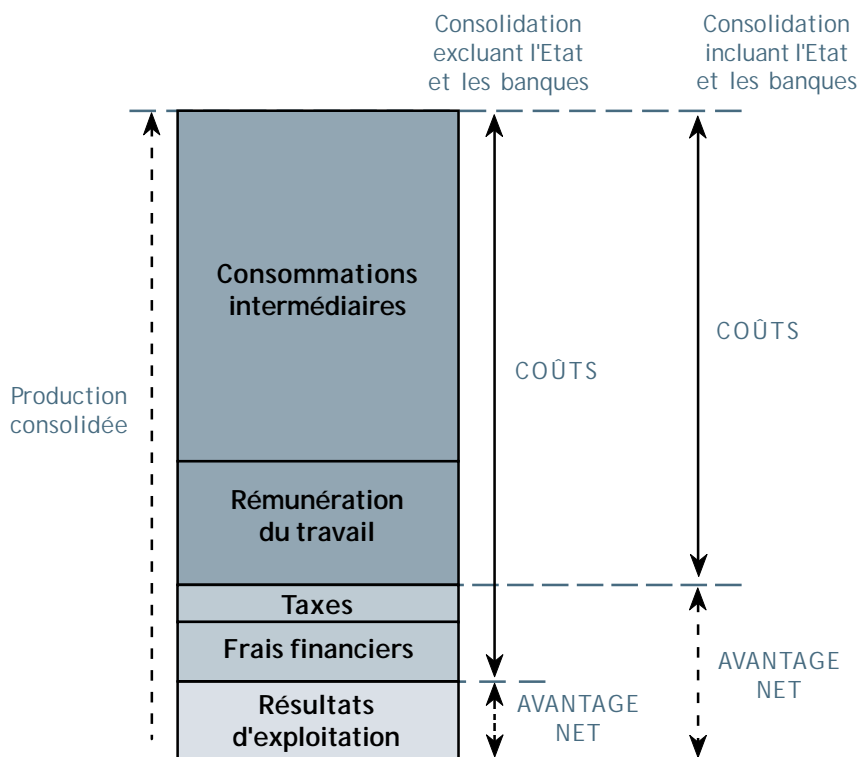 Consolidation
excluant l'Etat
et les banques
Consolidation
incluant l'Etat
et les banques
Consommations
intermédiaires
COÛTS
COÛTS
Production
consolidée
Rémunération
du travail
Taxes
Frais financiers
AVANTAGE
NET
Résultats
d'exploitation
AVANTAGE
NET